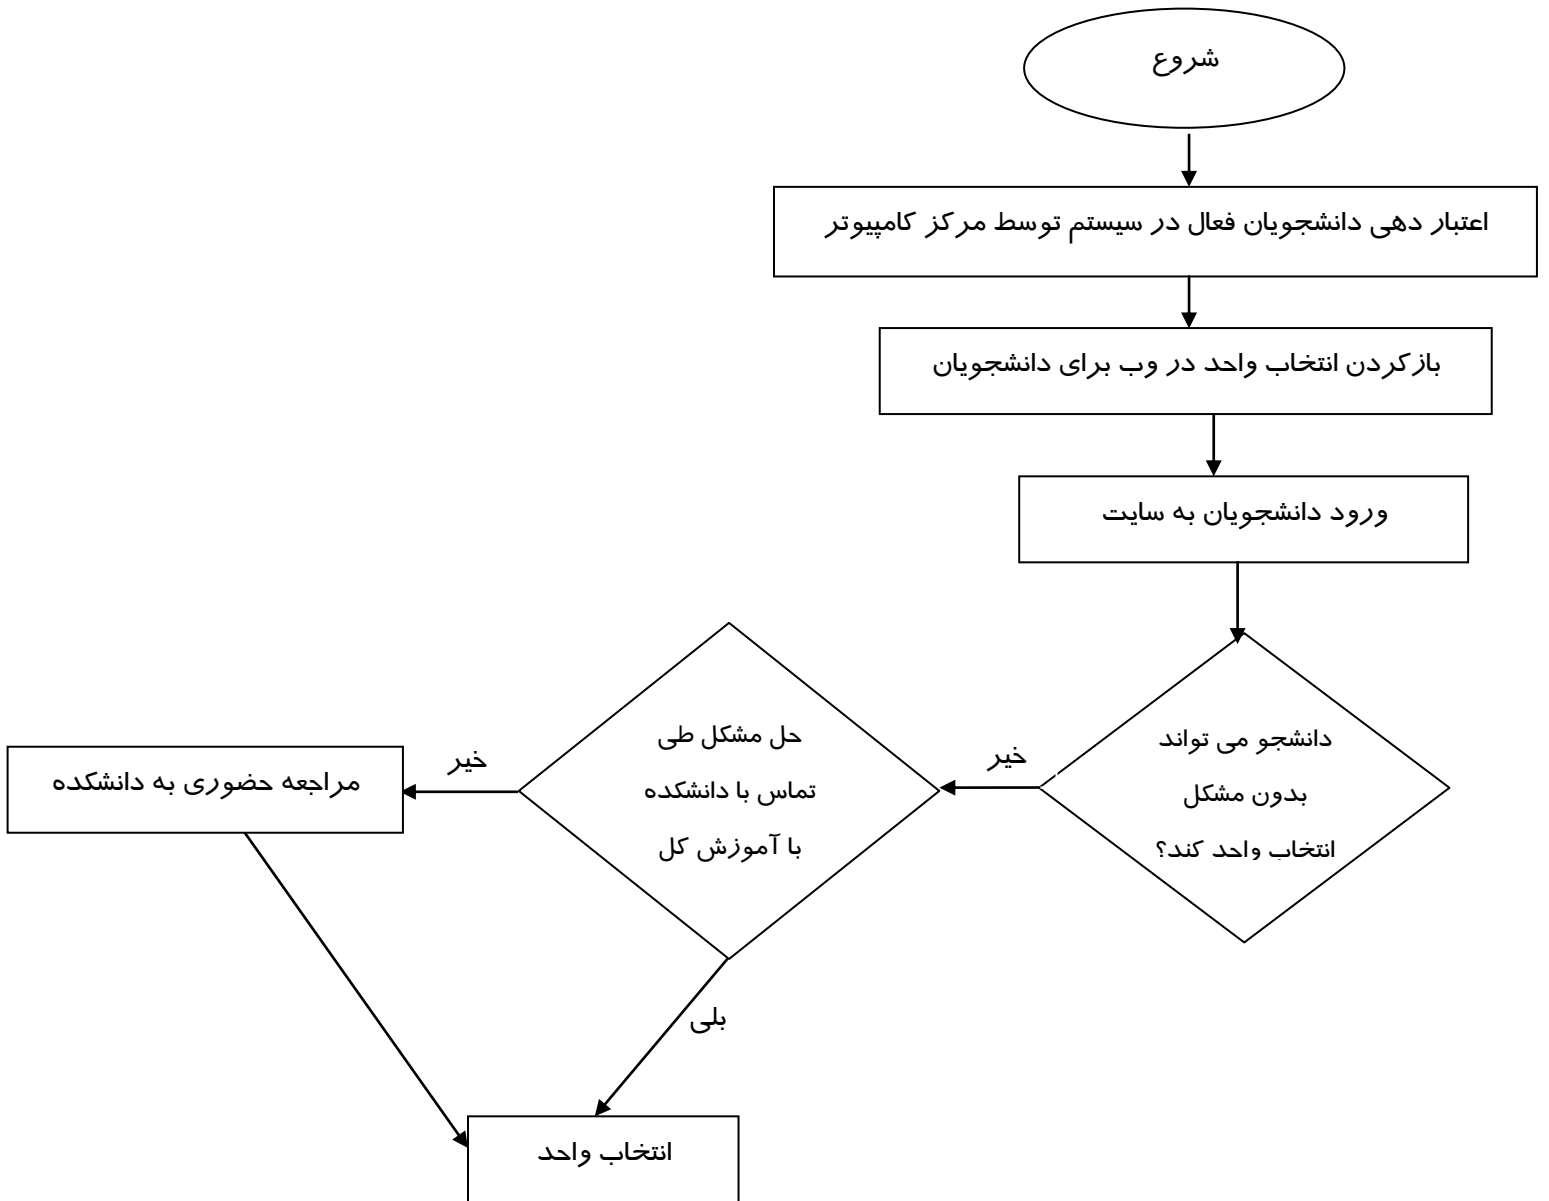 شروع
اعتبار دهی دانشجویان فعال در سیستم توسط مرکز کامپیوتر
بازکردن انتخاب واحد در وب برای دانشجویان
ورود دانشجویان به سایت
دانشجو می تواند
بدون مشکل
انتخاب واحد کند؟
خیر
حل مشکل طی
تماس با دانشکده
با آموزش کل
خیر
مراجعه حضوری به دانشکده
بلی
انتخاب واحد